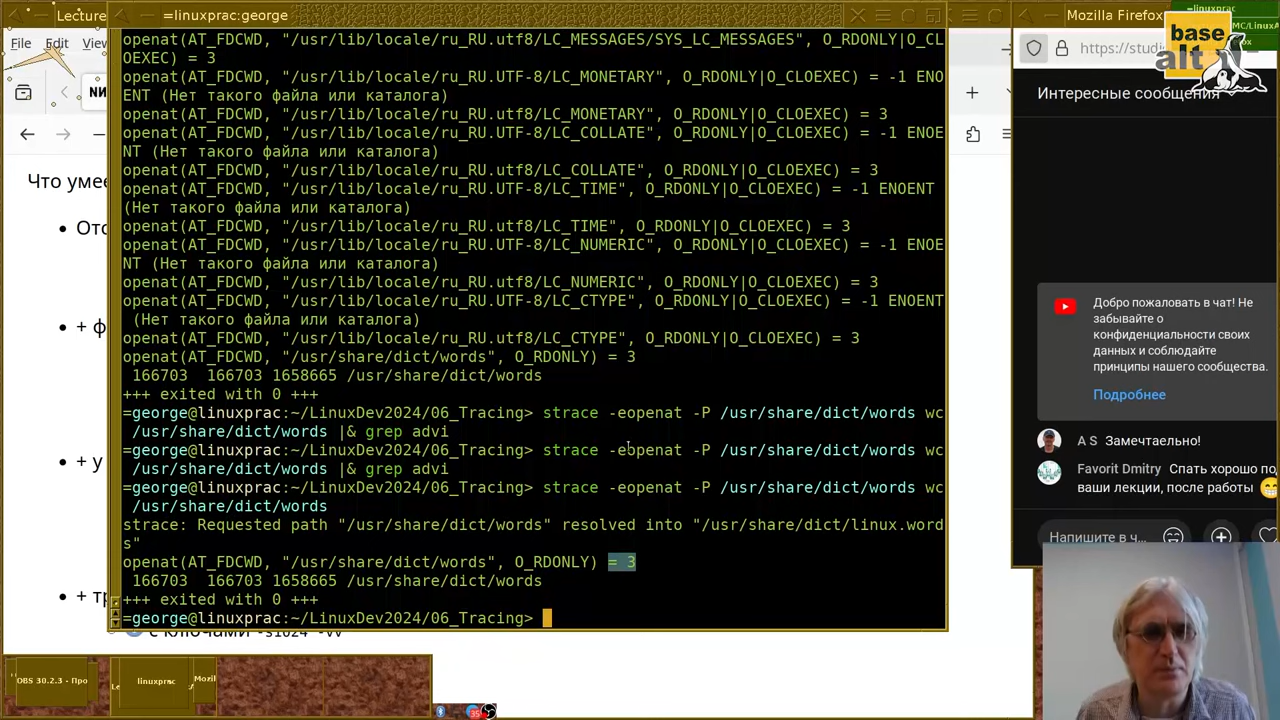 Lecture
=linuxprac:george
Mozilla Firefox
=linuxprac
MC/LinuxA
base
alt
File Edit View
https://studi
NИ
Интересные сообщения
Что умее
Ото
+ ф
+ у
+ тр
с ключами -s1024 -vv
openat(AT_FDCWD, "/usr/lib/locale/ru_RU.utf8/LC_MESSAGES/SYS_LC_MESSAGES", O_RDONLY|O_CL
OEXEC) = 3
openat(AT_FDCWD, "/usr/lib/locale/ru_RU.UTF-8/LC_MONETARY", O_RDONLY|O_CLOEXEC) = -1 ENO
ENT (Нет такого файла или каталога)
openat(AT_FDCWD, "/usr/lib/locale/ru_RU.utf8/LC_MONETARY", O_RDONLY|O_CLOEXEC) = 3
openat(AT_FDCWD, "/usr/lib/locale/ru_RU.UTF-8/LC_COLLATE", O_RDONLY|O_CLOEXEC) = -1 ENOE
NT (Нет такого файла или каталога)
openat(AT_FDCWD, "/usr/lib/locale/ru_RU.utf8/LC_COLLATE", O_RDONLY|O_CLOEXEC) = 3
openat(AT_FDCWD, "/usr/lib/locale/ru_RU.UTF-8/LC_TIME", O_RDONLY|O_CLOEXEC) = -1 ENOENT
(Нет такого файла или каталога)
openat(AT_FDCWD, "/usr/lib/locale/ru_RU.utf8/LC_TIME", O_RDONLY|O_CLOEXEC) = 3
openat(AT_FDCWD, "/usr/lib/locale/ru_RU.UTF-8/LC_NUMERIC", O_RDONLY|O_CLOEXEC) = -1 ENOE
NT (Нет такого файла или каталога)
openat(AT_FDCWD, "/usr/lib/locale/ru_RU.utf8/LC_NUMERIC", O_RDONLY|O_CLOEXEC) = 3
openat(AT_FDCWD, "/usr/lib/locale/ru_RU.UTF-8/LC_CTYPE", O_RDONLY|O_CLOEXEC) = -1 ENOENT
(Нет такого файла или каталога)
openat(AT_FDCWD, "/usr/lib/locale/ru_RU.utf8/LC_CTYPE", O_RDONLY|O_CLOEXEC) = 3
openat(AT_FDCWD, "/usr/share/dict/words", O_RDONLY) = 3
166703 166703 1658665 /usr/share/dict/words
+++ exited with 0 +++
=george@linuxprac:~/LinuxDev2024/06_Tracing> strace -eopenat -P /usr/share/dict/words wc
/usr/share/dict/words |& grep advi
=george@linuxprac:~/LinuxDev2024/06_Tracing> strace -eopenat -P /usr/share/dict/words wc
/usr/share/dict/words |& grep advi
=george@linuxprac:~/LinuxDev2024/06_Tracing> strace -eopenat -P /usr/share/dict/words wc
/usr/share/dict/words
strace: Requested path "/usr/share/dict/words" resolved into "/usr/share/dict/linux.word
s"
openat(AT_FDCWD, "/usr/share/dict/words", O_RDONLY) = 3
166703 166703 1658665 /usr/share/dict/words
+++ exited with 0 +++
=george@linuxprac:~/LinuxDev2024/06_Tracing>
Добро пожаловать в чат! Не
забывайте о
конфиденциальности своих
данных и соблюдайте
принципы нашего сообщества.
Подробнее
A S Замечтаельно!
Favorit Dmitry Спать хорошо по
ваши лекции, после работы
Напишите в ч...
OBS 30.2.3 - Про
linuxprac
Mozil
35